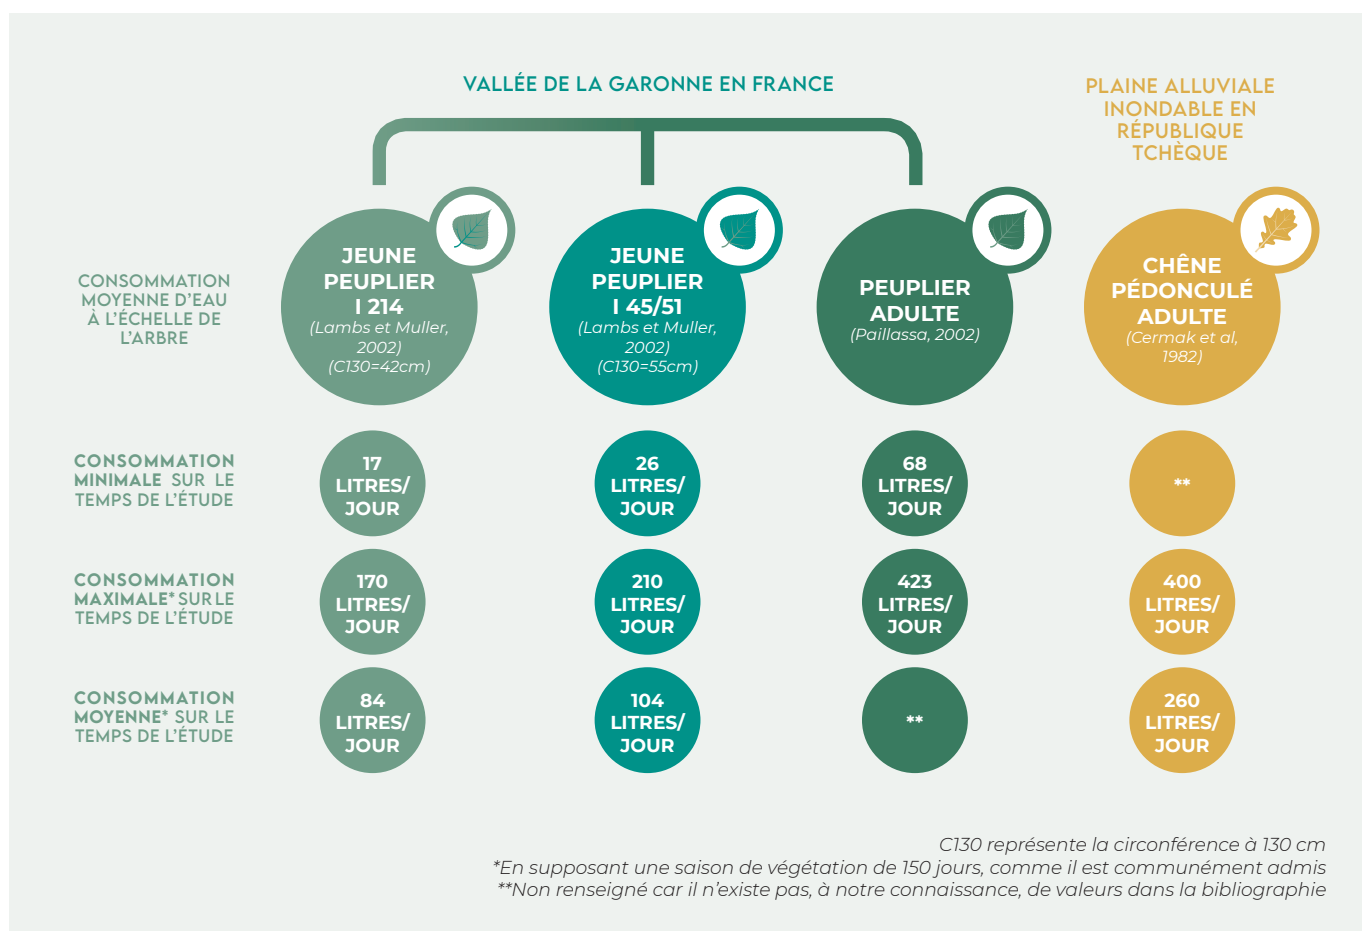 VALLÉE DE LA GARONNE EN FRANCE
PLAINE ALLUVIALE
INONDABLE EN
RÉPUBLIQUE
TCHÈQUE
CONSOMMATION
MOYENNE D'EAU
À L'ÉCHELLE DE
L'ARBRE
JEUNE
PEUPLIER
I 214
(Lambs et Muller,
2002)
(C130=42cm)
JEUNE
PEUPLIER
I 45/51
(Lambs et Muller,
2002)
(C130=55cm)
PEUPLIER
ADULTE
(Paillassa, 2002)
CHÊNE
PÉDONCULÉ
ADULTE
(Cermak et al,
1982)
CONSOMMATION
MINIMALE SUR LE
TEMPS DE L'ÉTUDE
17
LITRES/
JOUR
26
LITRES/
JOUR
68
LITRES/
JOUR
**
CONSOMMATION
MAXIMALE* SUR LE
TEMPS DE L'ÉTUDE
170
LITRES/
JOUR
210
LITRES/
JOUR
423
LITRES/
JOUR
400
LITRES/
JOUR
CONSOMMATION
MOYENNE* SUR LE
TEMPS DE L'ÉTUDE
84
LITRES/
JOUR
104
LITRES/
JOUR
**
260
LITRES/
JOUR
C130 représente la circonférence à 130 cm
*En supposant une saison de végétation de 150 jours, comme il est communément admis
**Non renseigné car il n'existe pas, à notre connaissance, de valeurs dans la bibliographie